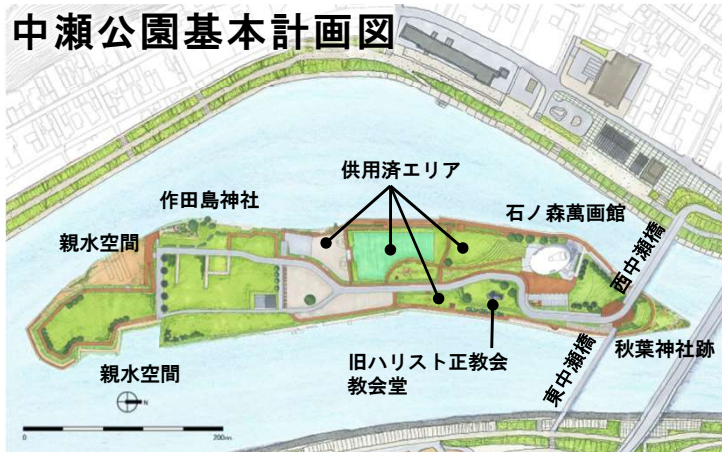 中瀬公園基本計画図
供用済エリア
作田島神社
石ノ森萬画館
親水空間
西中瀬橋
秋葉神社跡
旧ハリスト正教会
教会堂
東中瀬橋
親水空間
N
0
200m